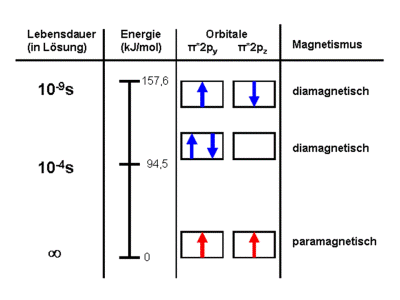 Lebensdauer
(in Lösung)
Energie
(kJ/mol)
Orbitale
π*2py π*2pz
Magnetismus
10-9s
157,6
diamagnetisch
diamagnetisch
10-4s
94,5
paramagnetisch
∞
0